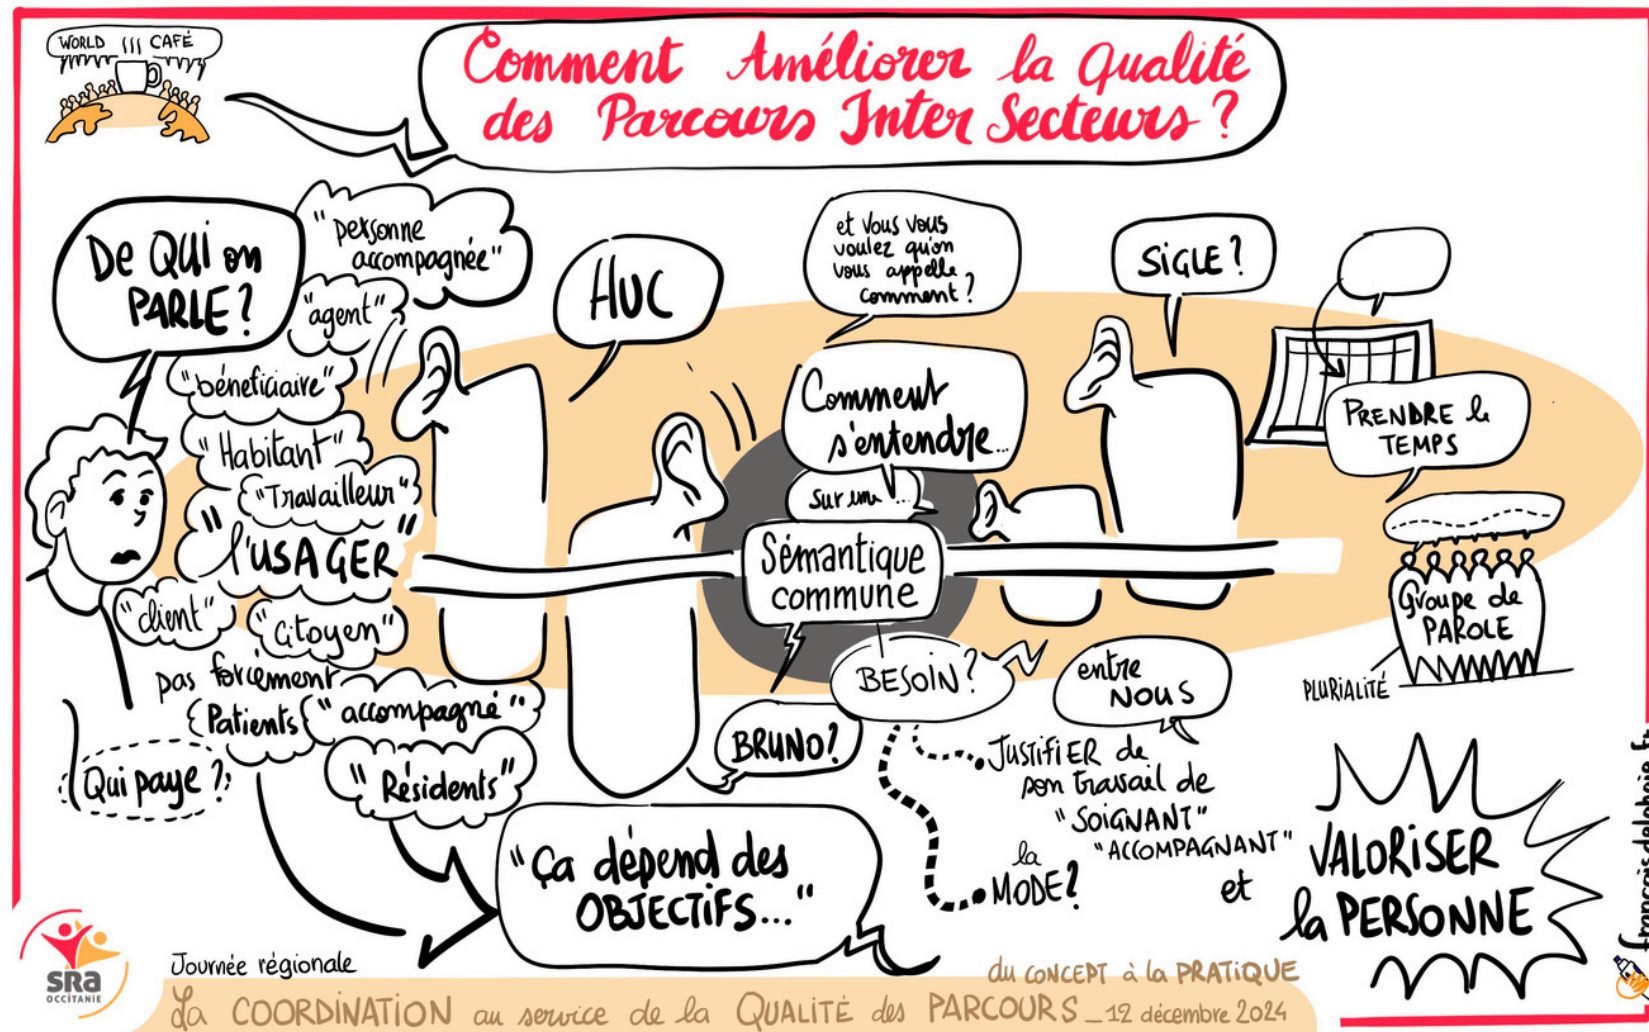 WORLD CAFÉ
Comment Améliorer la Qualité
des Parcours Inter Secteurs ?
De QUI on
PARLE ?
"personne
accompagnée"
"agent"
"béneficiaire"
"Habitant"
"Travailleur"
"l'USAGER"
"client"
"Citoyen"
pas forcément
Patients
"accompagné"
"Résidents"
Qui paye ?
HUC
et vous vous
voulez qu'on
vous appelle
comment ?
Comment
s'entendre...
sur une...
Sémantique
commune
SIGLE ?
PRENDRE le
TEMPS
Groupe de
PAROLE
PLURIALITÉ
BESOIN ?
entre
NOUS
BRUNO ?
JUSTIFIER de
son travail de
"SOIGNANT"
"ACCOMPAGNANT"
la
MODE ?
et
VALORISER
la PERSONNE
"Ça dépend des
OBJECTIFS..."
sra
OCCITANIE
Journée régionale
du CONCEPT à la PRATIQUE
La COORDINATION au service de la QUALITÉ des PARCOURS _ 12 décembre 2024